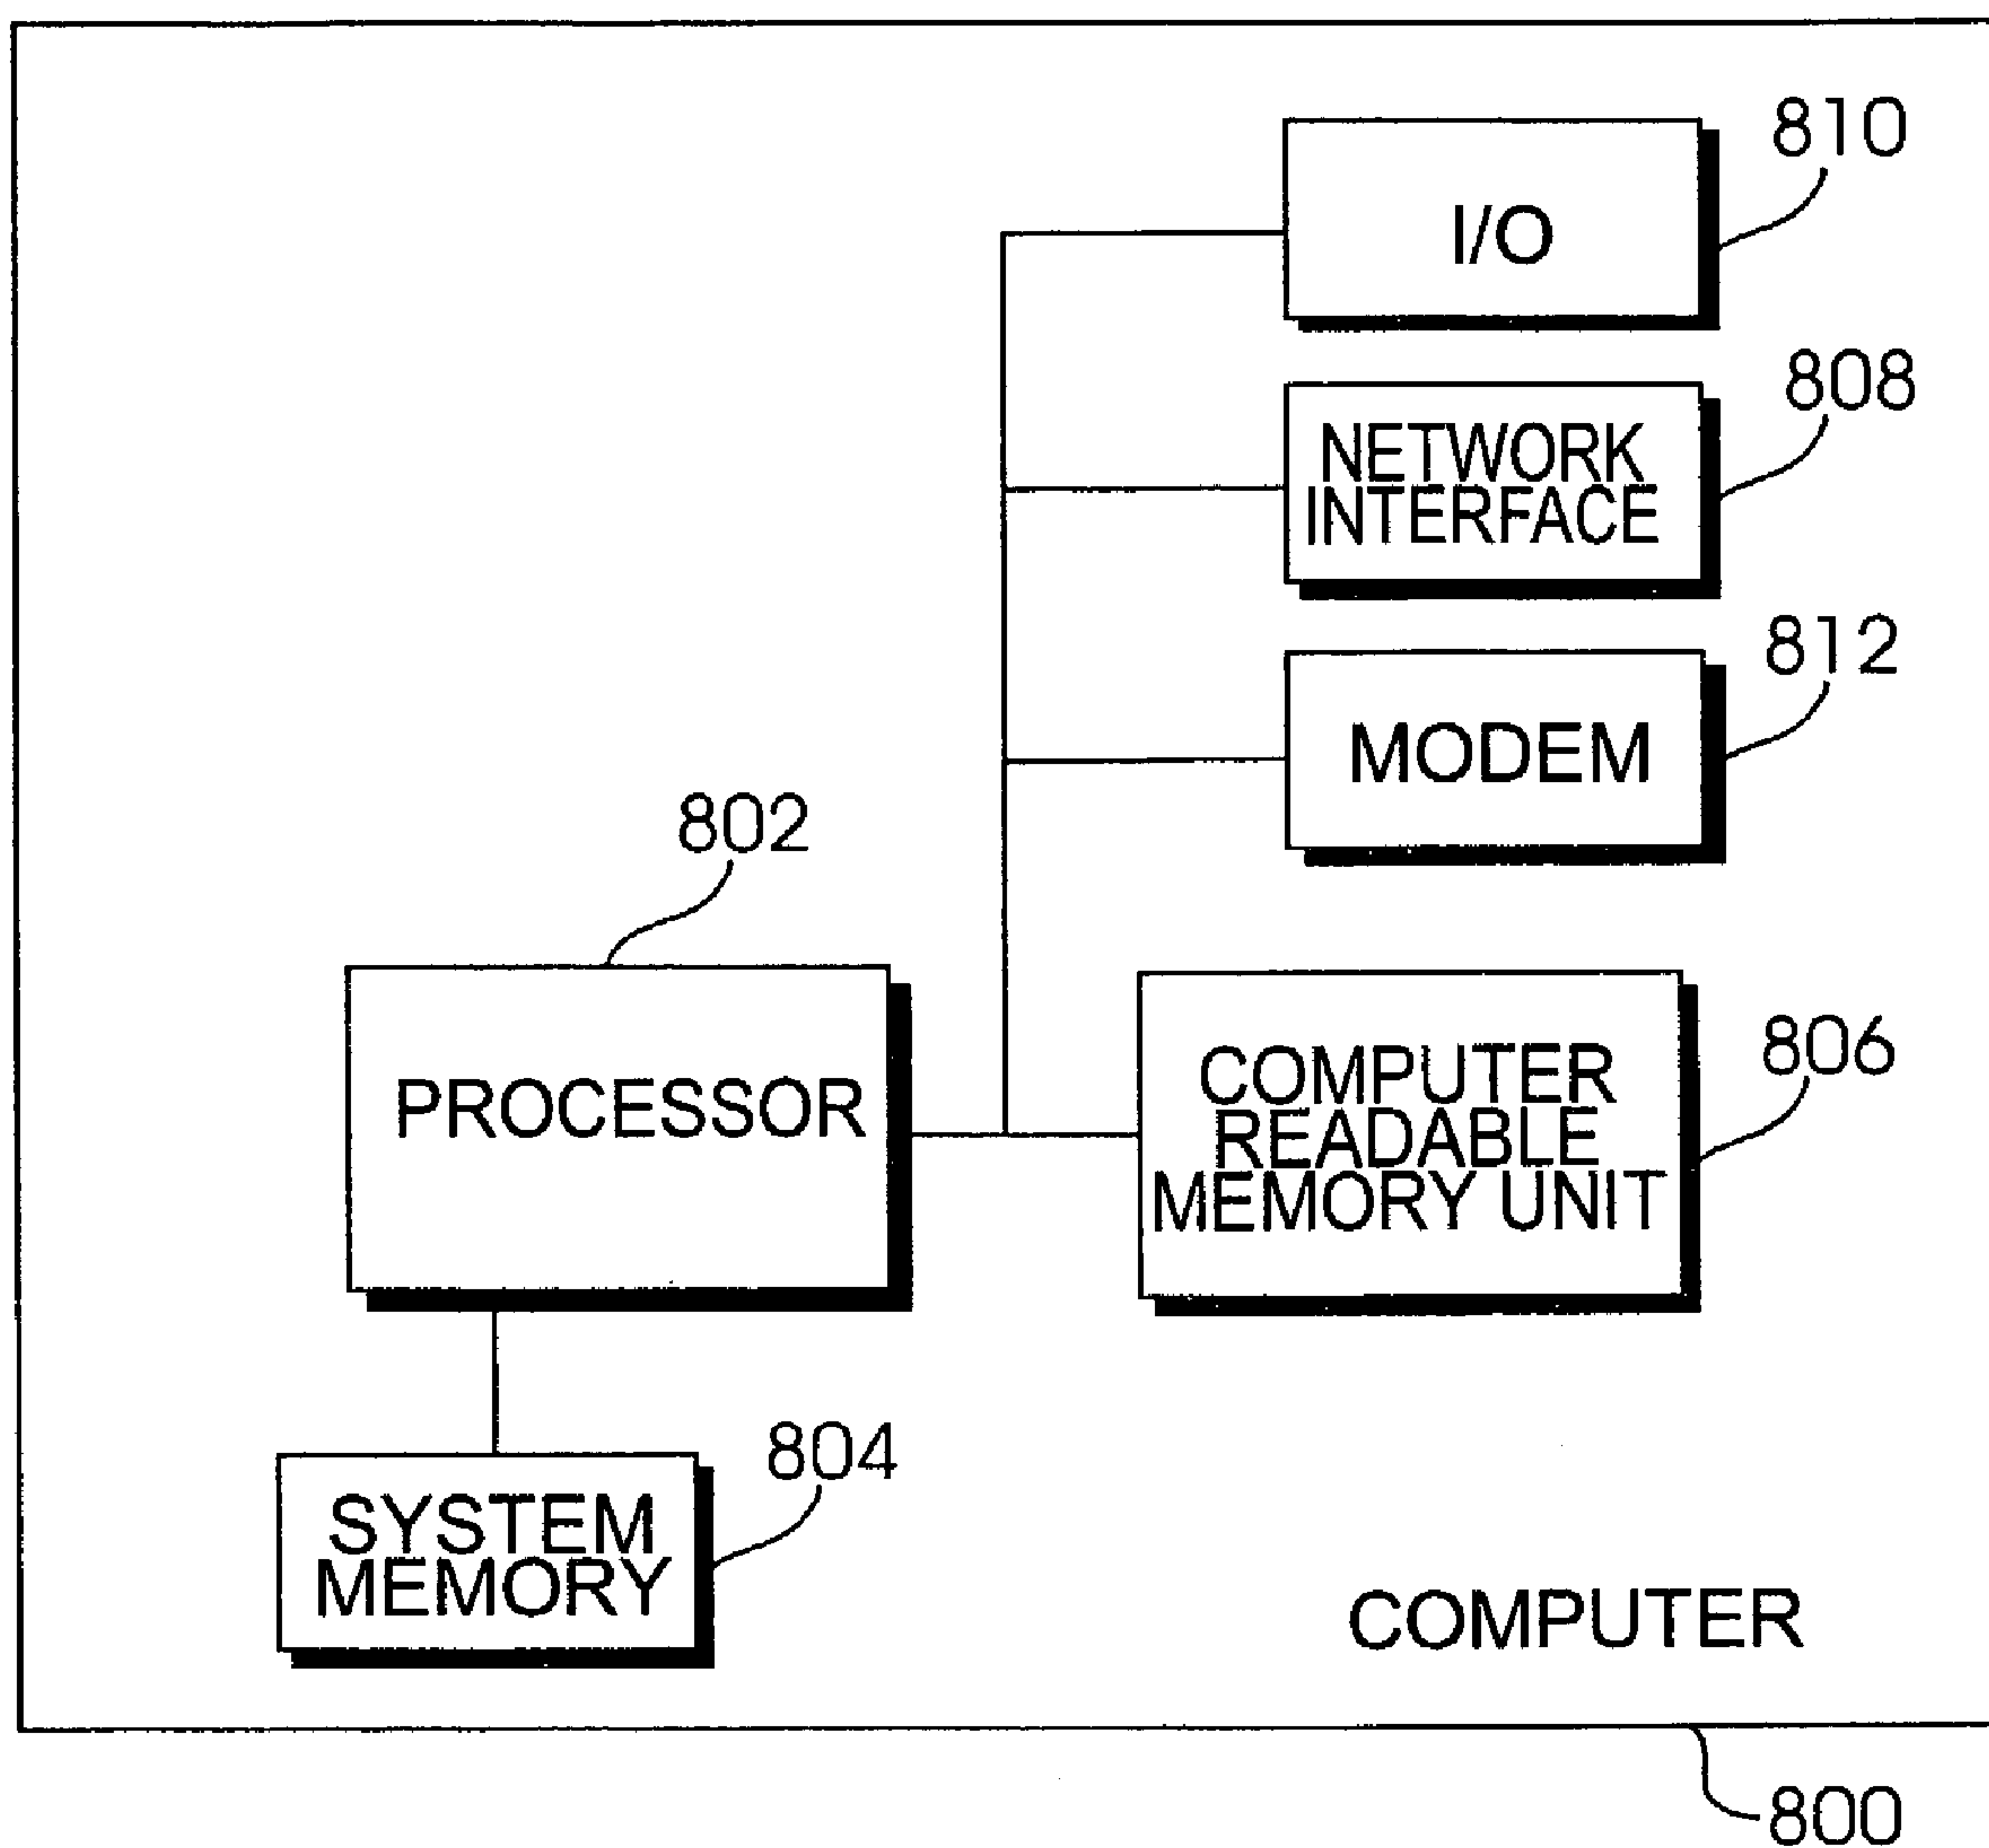 810
I/O
808
NETWORK
INTERFACE
812
MODEM
802
PROCESSOR
806
COMPUTER
READABLE
MEMORY UNIT
804
SYSTEM
MEMORY
COMPUTER
800